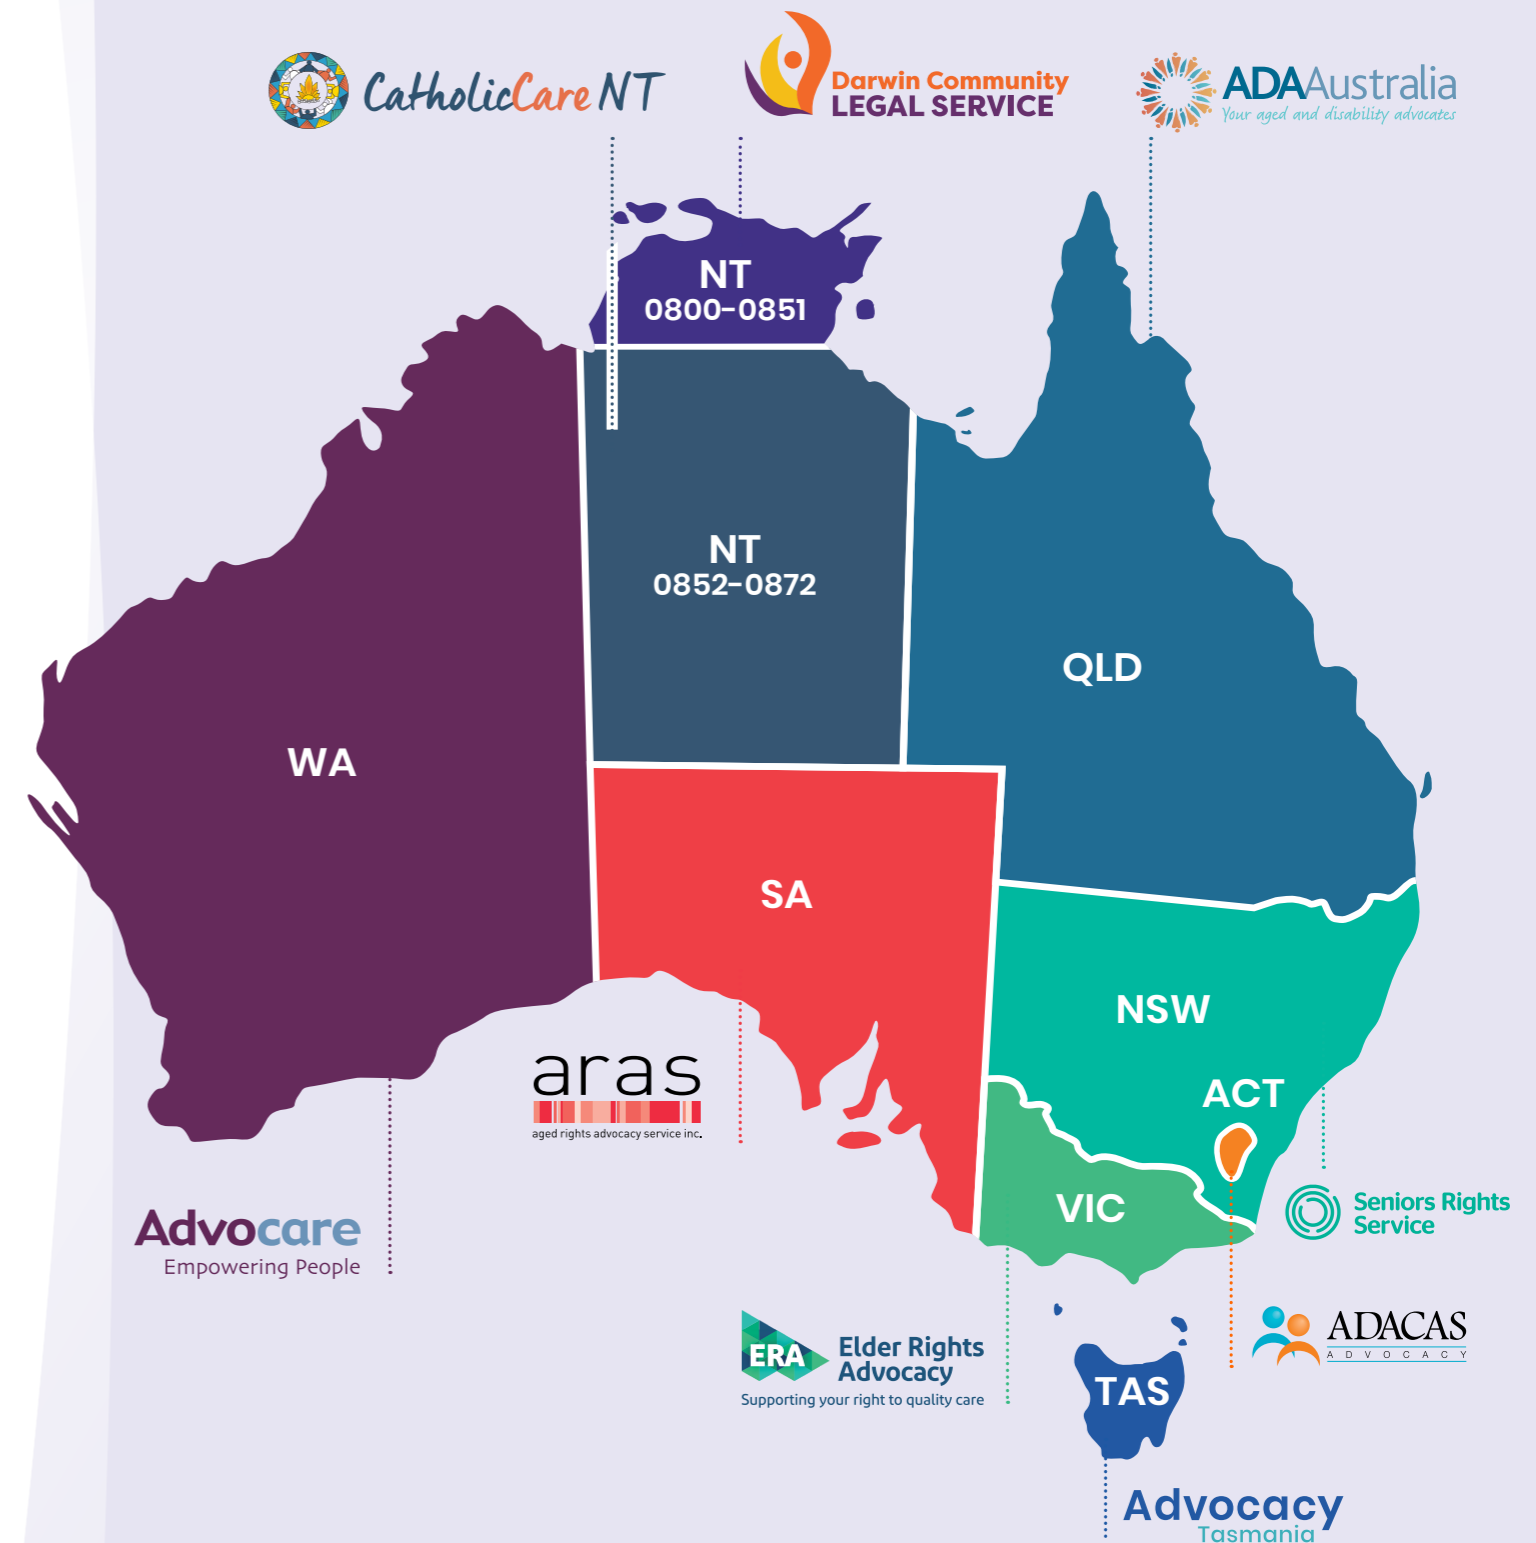 CatholicCare NT
Darwin Community
LEGAL SERVICE
ADAAustralia
Your aged and disability advocates
NT
0800-0851
NT
0852-0872
QLD
WA
SA
NSW
ACT
VIC
aras
aged rights advocacy service inc.
Advocare
Empowering People
Seniors Rights
Service
ERA
Elder Rights
Advocacy
Supporting your right to quality care
ADACAS
ADVOCACY
TAS
Advocacy
Tasmania